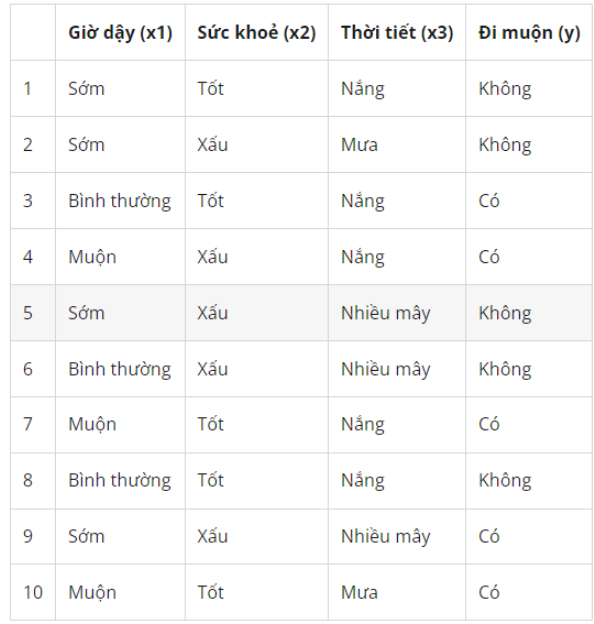 Giờ dậy (x1) Sức khoẻ (x2) Thời tiết (x3) Đi muộn (y)
1 Sớm Tốt Nắng Không
2 Sớm Xấu Mưa Không
3 Bình thường Tốt Nắng Có
4 Muộn Xấu Nắng Có
5 Sớm Xấu Nhiều mây Không
6 Bình thường Xấu Nhiều mây Không
7 Muộn Tốt Nắng Có
8 Bình thường Tốt Nắng Không
9 Sớm Xấu Nhiều mây Có
10 Muộn Tốt Mưa Có